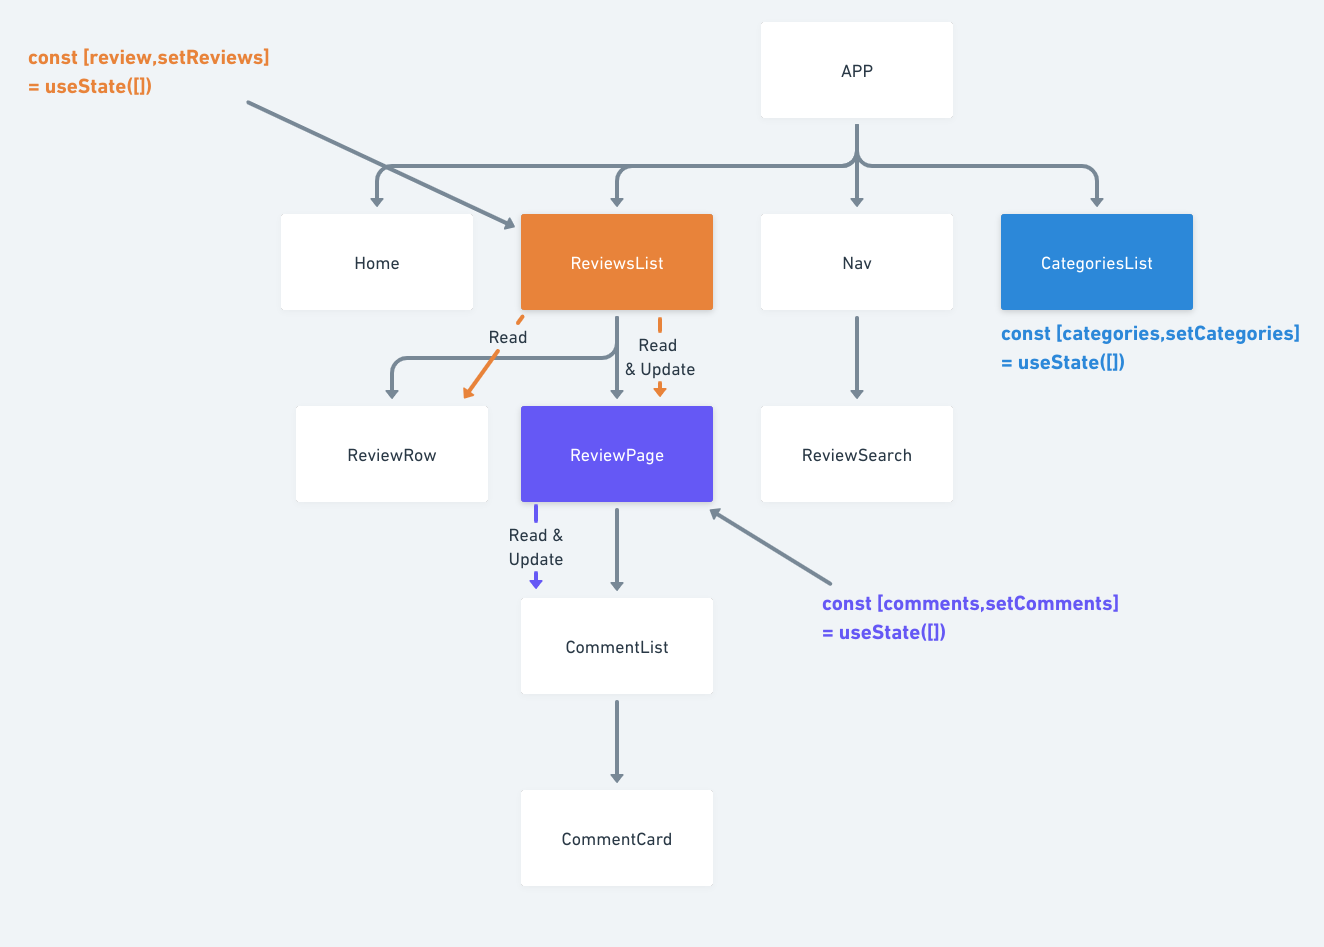 const [review,setReviews]
= useState([])
APP
Home
ReviewsList
Nav
CategoriesList
const [categories,setCategories]
= useState([])
Read
Read
& Update
ReviewRow
ReviewPage
ReviewSearch
Read &
Update
const [comments,setComments]
= useState([])
CommentList
CommentCard